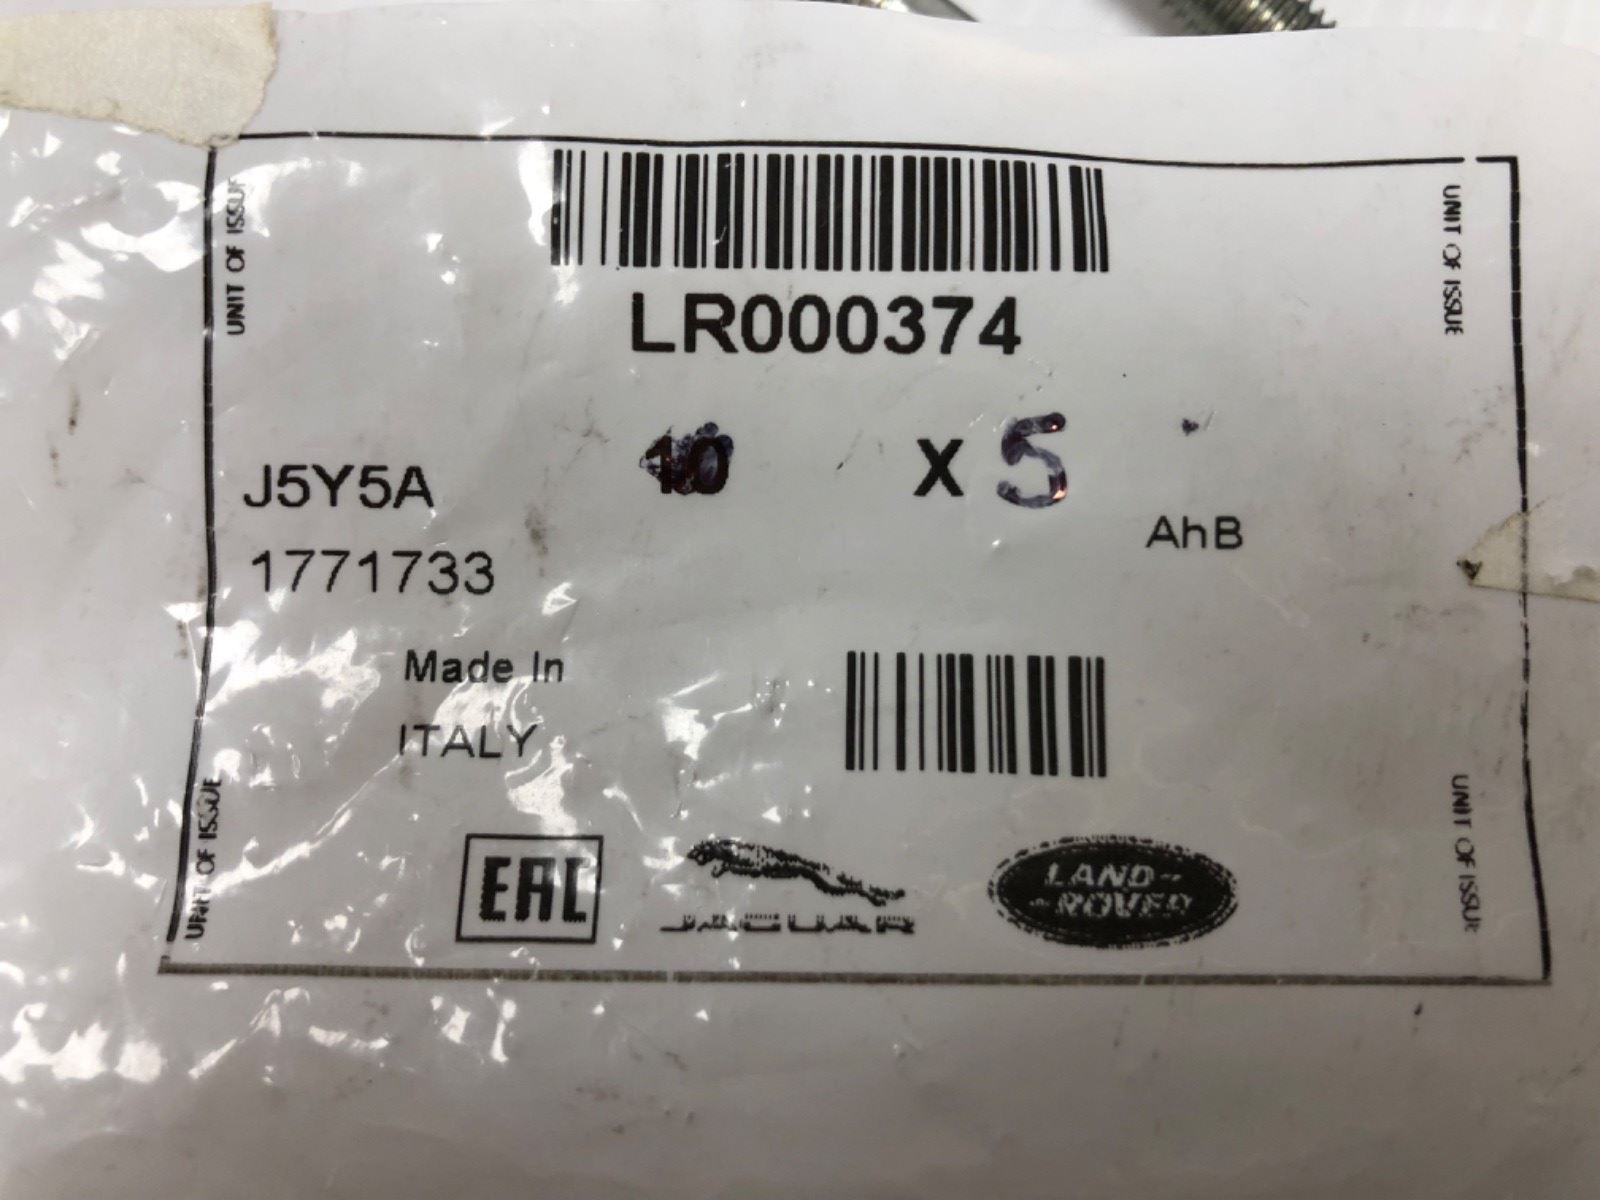 UNIT OF ISSUE
UNIT OF ISSUE
LR000374
J5Y5A 10 X 5
AhB
1771733
Made In
ITALY
UNIT OF ISSUE
UNIT OF ISSUE
EAC
JAGUAR
LAND-
-ROVER